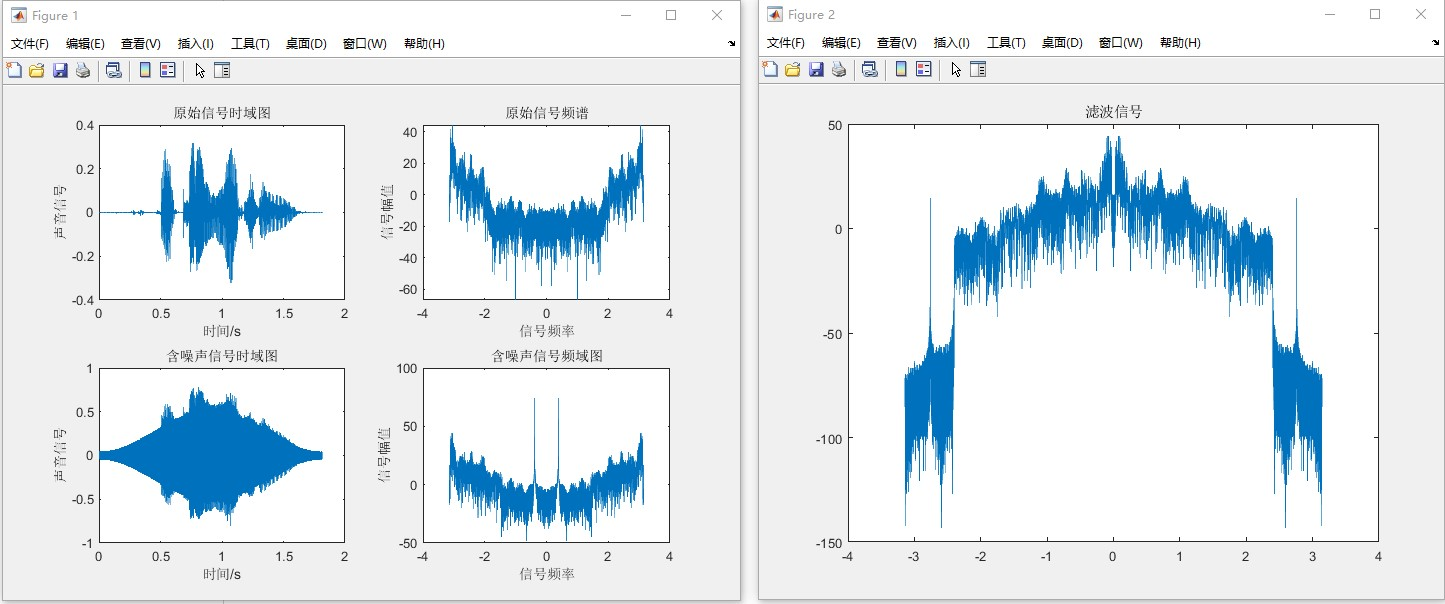 Figure 1
文件(F) 编辑(E) 查看(V) 插入(I) 工具(T) 桌面(D) 窗口(W) 帮助(H)
原始信号时域图
0.4
0.2
0
-0.2
-0.4
声音信号
0 0.5 1 1.5 2
时间/s
原始信号频谱
40
20
0
-20
-40
-60
信号幅值
-4 -2 0 2 4
信号频率
含噪声信号时域图
1
0.5
0
-0.5
-1
声音信号
0 0.5 1 1.5 2
时间/s
含噪声信号频域图
100
50
0
-50
信号幅值
-4 -2 0 2 4
信号频率
Figure 2
文件(F) 编辑(E) 查看(V) 插入(I) 工具(T) 桌面(D) 窗口(W) 帮助(H)
滤波信号
50
0
-50
-100
-150
-4 -3 -2 -1 0 1 2 3 4